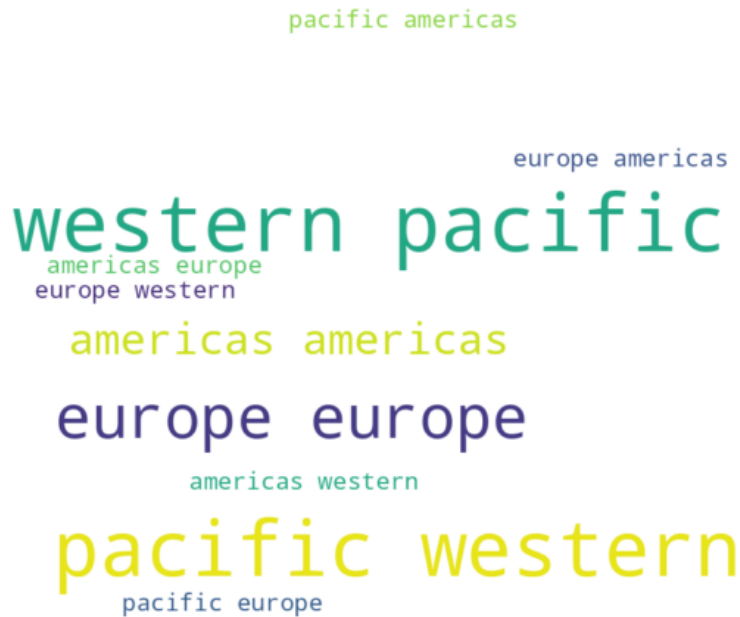 pacific americas
europe americas
western pacific
americas europe
europe western
americas americas
europe europe
americas western
pacific western
pacific europe